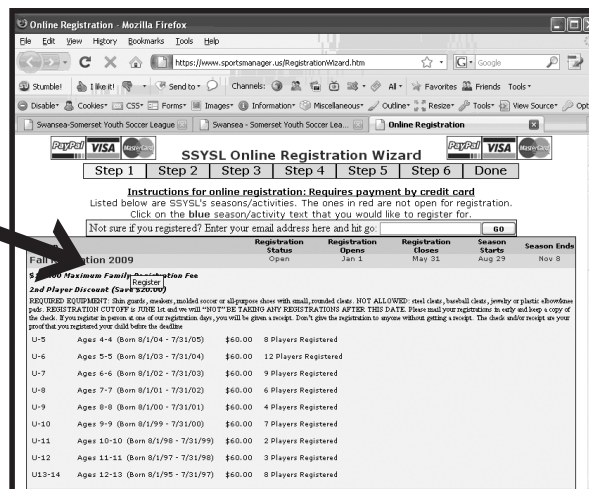 Online Registration - Mozilla Firefox
File Edit View History Bookmarks Tools Help
https://www.sportsmanager.us/RegistrationWizard.htm Google
Stumble! I like it! Send to Channels: All Favorites Friends Tools
Disable Cookies CSS Forms Images Information Miscellaneous Outline Resize Tools View Source Opt
Swansea-Somerset Youth Soccer League Swansea - Somerset Youth Soccer Lea... Online Registration
PayPal VISA MasterCard SSYSL Online Registration Wizard PayPal VISA MasterCard
Step 1 Step 2 Step 3 Step 4 Step 5 Step 6 Done
Instructions for online registration: Requires payment by credit card
Listed below are SSYSL's seasons/activities. The ones in red are not open for registration.
Click on the blue season/activity text that you would like to register for.
Not sure if you registered? Enter your email address here and hit go: GO
Registration Status Registration Opens Registration Closes Season Starts Season Ends
Fall ation 2009 Open Jan 1 May 31 Aug 29 Nov 8
Maximum Family Registration Fee
Register
2nd Player Discount (Save $20.00)
REQUIRED EQUIPMENT: Shin guards, sneakers, molded soccer or all-purpose shoes with small, rounded cleats. NOT ALLOWED: steel cleats, baseball cleats, jewelry or plastic elbow/knee
pads. REGISTRATION CUTOFF is JUNE 1st and we will "NOT" BE TAKING ANY REGISTRATIONS AFTER THIS DATE. Please mail your registrations in early and keep a copy of
the check. If you register in person at one of our registration days, you will be given a receipt. Don't give the registration to anyone without getting a receipt. The check and/or receipt are your
proof that you registered your child before the deadline
U-5 Ages 4-4 (Born 8/1/04 - 7/31/05) $60.00 8 Players Registered
U-6 Ages 5-5 (Born 8/1/03 - 7/31/04) $60.00 12 Players Registered
U-7 Ages 6-6 (Born 8/1/02 - 7/31/03) $60.00 9 Players Registered
U-8 Ages 7-7 (Born 8/1/01 - 7/31/02) $60.00 6 Players Registered
U-9 Ages 8-8 (Born 8/1/00 - 7/31/01) $60.00 4 Players Registered
U-10 Ages 9-9 (Born 8/1/99 - 7/31/00) $60.00 7 Players Registered
U-11 Ages 10-10 (Born 8/1/98 - 7/31/99) $60.00 2 Players Registered
U-12 Ages 11-11 (Born 8/1/97 - 7/31/98) $60.00 3 Players Registered
U13-14 Ages 12-13 (Born 8/1/95 - 7/31/97) $60.00 8 Players Registered